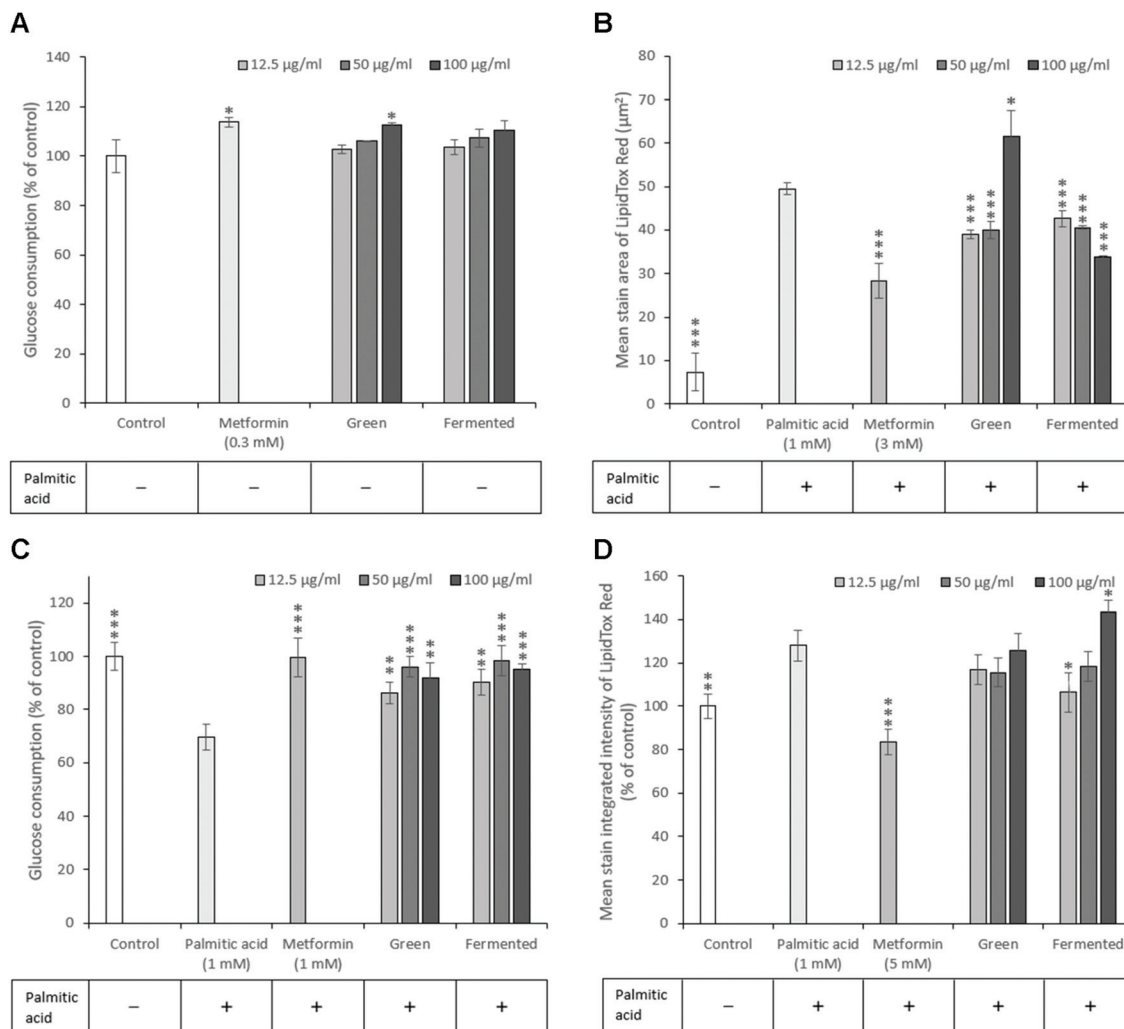 A
Glucose consumption (% of control)
140
120
100
80
60
40
20
0
12.5 µg/ml 50 µg/ml 100 µg/ml
*
*
Control Metformin (0.3 mM) Green Fermented
Palmitic acid − − − −
B
Mean stain area of LipidTox Red (µm²)
80
70
60
50
40
30
20
10
0
12.5 µg/ml 50 µg/ml 100 µg/ml
***
***
***
***
*
***
***
***
Control Palmitic acid (1 mM) Metformin (3 mM) Green Fermented
Palmitic acid − + + + +
C
Glucose consumption (% of control)
120
100
80
60
40
20
0
12.5 µg/ml 50 µg/ml 100 µg/ml
***
***
**
***
**
**
***
***
Control Palmitic acid (1 mM) Metformin (1 mM) Green Fermented
Palmitic acid − + + + +
D
Mean stain integrated intensity of LipidTox Red
(% of control)
160
140
120
100
80
60
40
20
0
12.5 µg/ml 50 µg/ml 100 µg/ml
**
***
*
*
Control Palmitic acid (1 mM) Metformin (5 mM) Green Fermented
Palmitic acid − + + + +